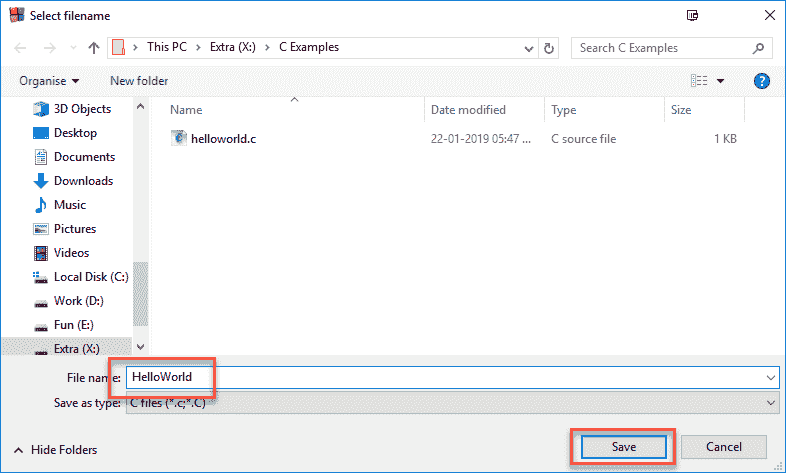 Select filename
This PC > Extra (X:) > C Examples
Search C Examples
Organise
New folder
3D Objects
Desktop
Documents
Downloads
Music
Pictures
Videos
Local Disk (C:)
Work (D:)
Fun (E:)
Extra (X:)
Name Date modified Type Size
helloworld.c 22-01-2019 05:47 ... C source file 1 KB
File name: HelloWorld
Save as type: C files (*.c;*.C)
Hide Folders
Save
Cancel